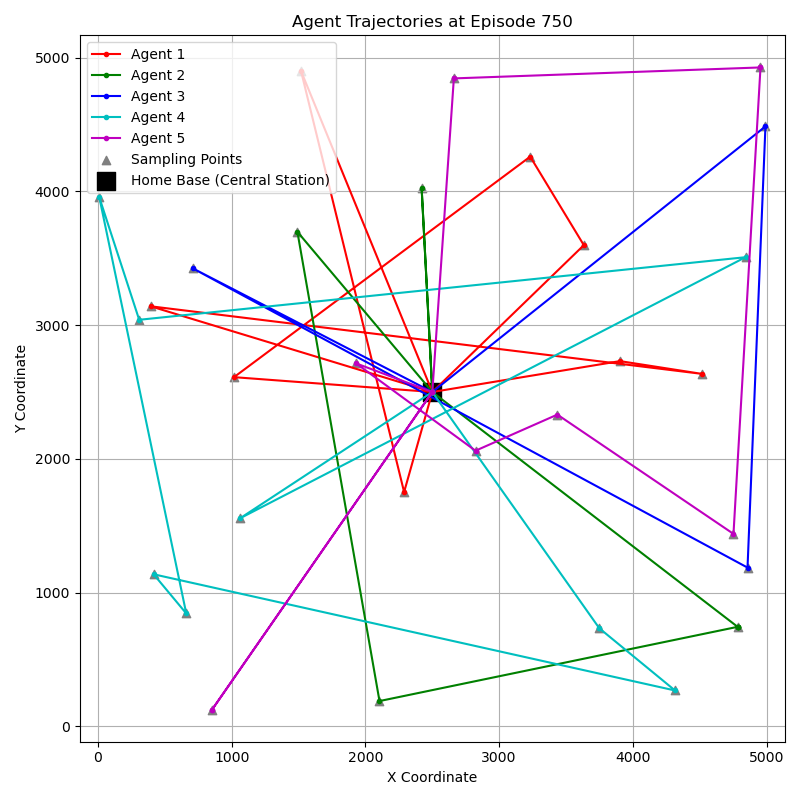 Agent Trajectories at Episode 750
Agent 1
Agent 2
Agent 3
Agent 4
Agent 5
Sampling Points
Home Base (Central Station)
Y Coordinate
5000
4000
3000
2000
1000
0
0 1000 2000 3000 4000 5000
X Coordinate